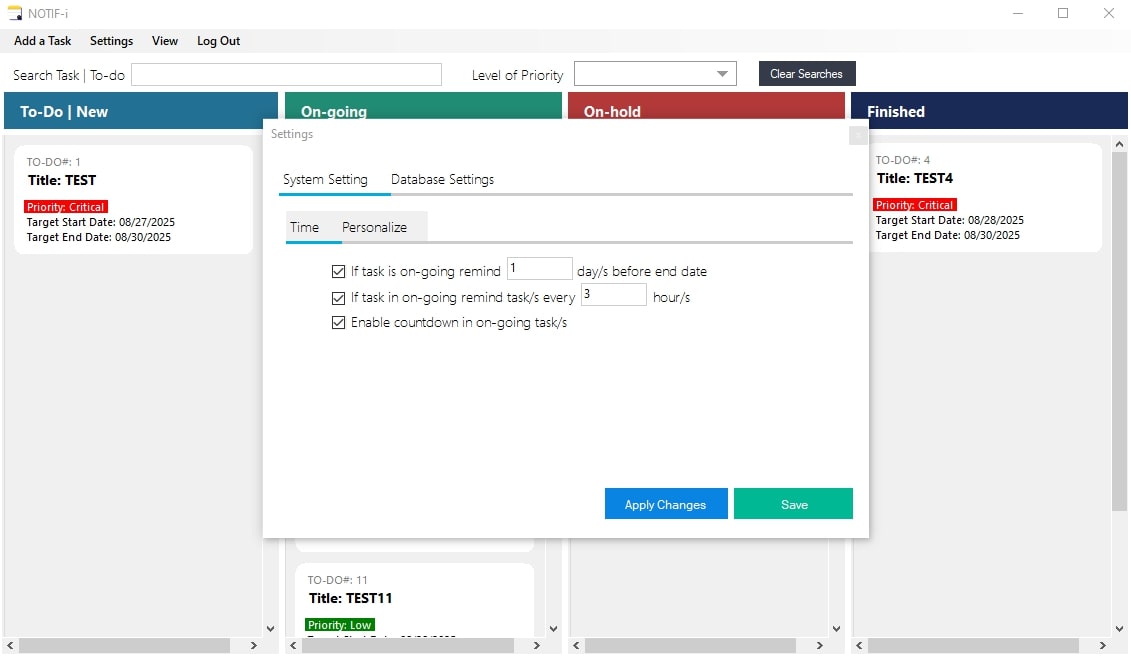 NOTIF-i
Add a Task Settings View Log Out
Search Task | To-do Level of Priority Clear Searches
To-Do | New On-going On-hold Finished
TO-DO#: 1
Title: TEST
Priority: Critical
Target Start Date: 08/27/2025
Target End Date: 08/30/2025
Settings
x
System Setting Database Settings
Time Personalize
If task is on-going remind 1 day/s before end date
If task in on-going remind task/s every 3 hour/s
Enable countdown in on-going task/s
Apply Changes Save
TO-DO#: 11
Title: TEST11
Priority: Low
TO-DO#: 4
Title: TEST4
Priority: Critical
Target Start Date: 08/28/2025
Target End Date: 08/30/2025